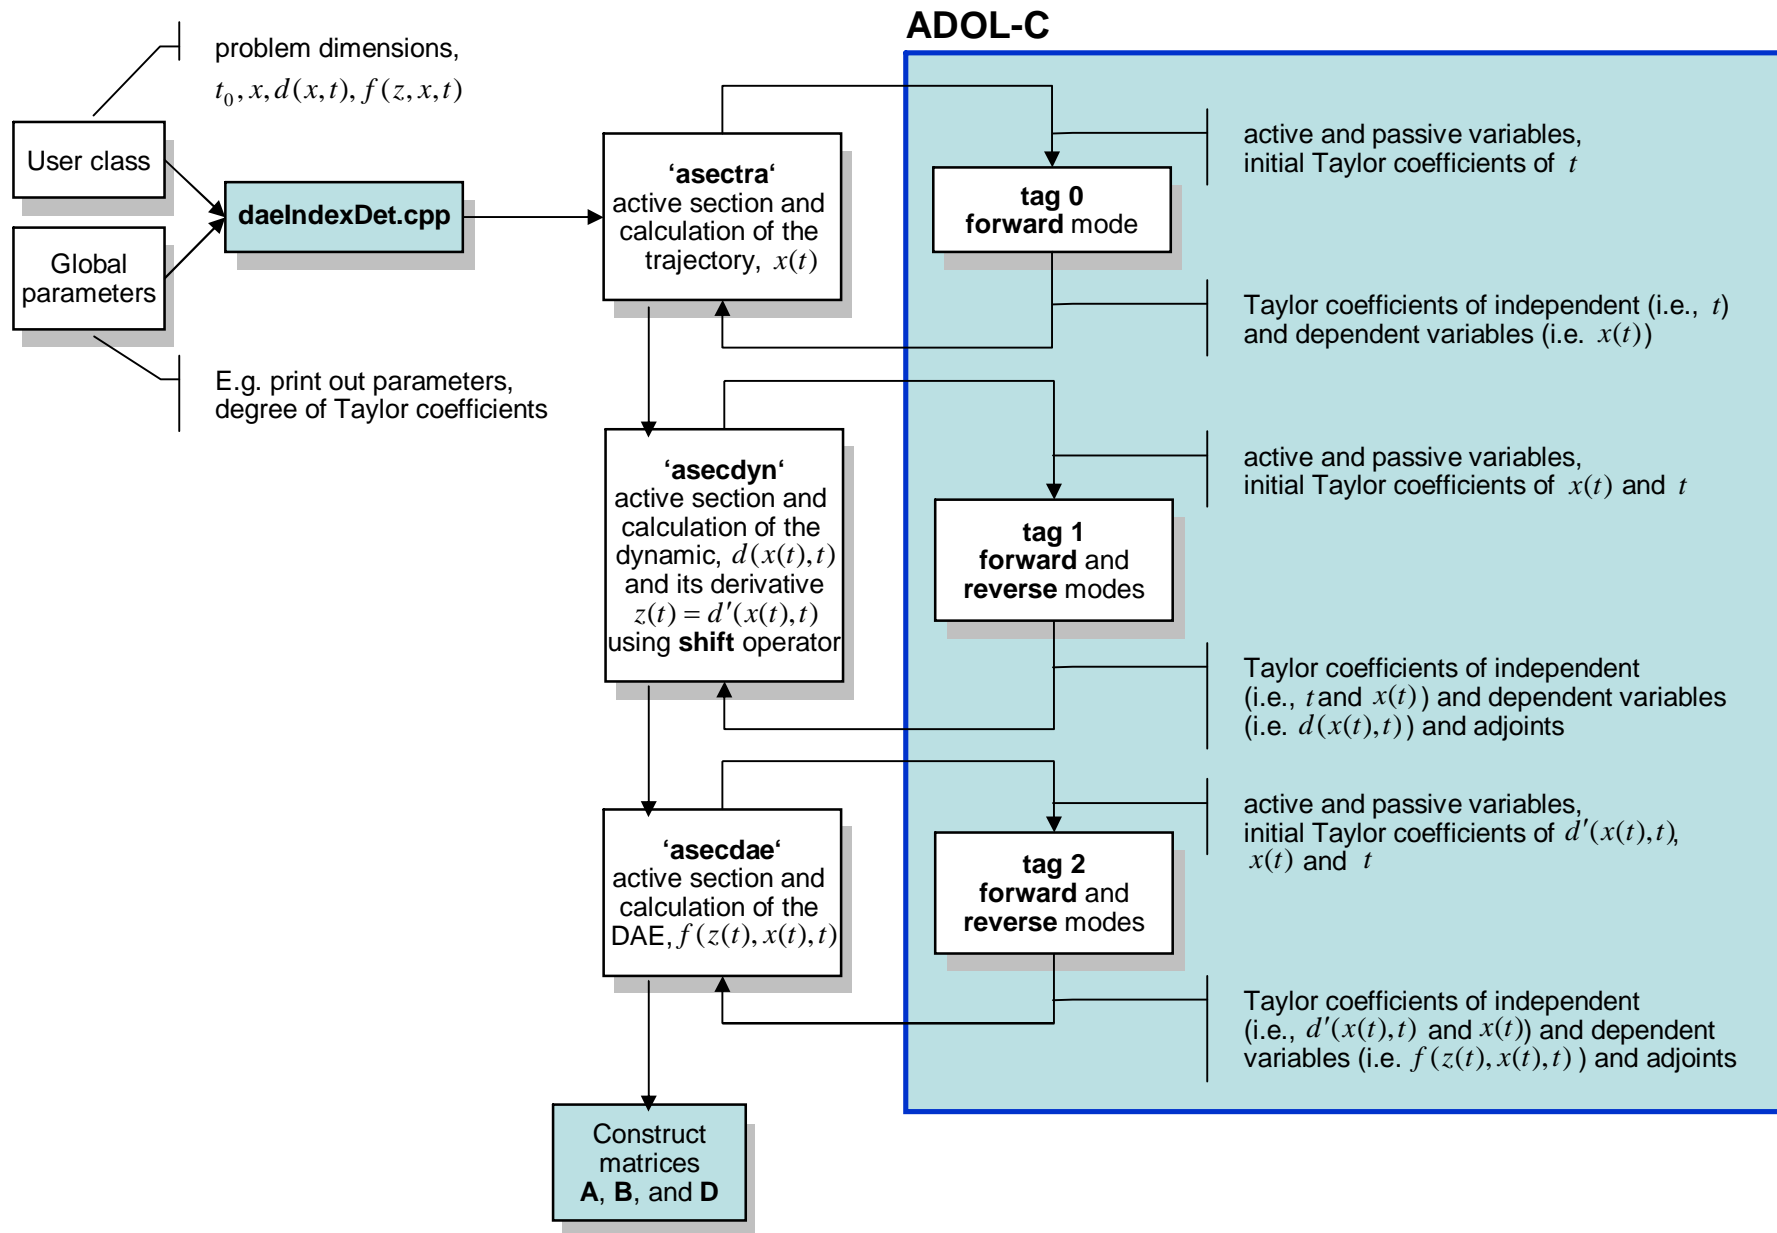 ADOL-C
problem dimensions,
t₀, x, d(x,t), f(z,x,t)
User class
Global
parameters
daeIndexDet.cpp
E.g. print out parameters,
degree of Taylor coefficients
‘asectra‘
active section and
calculation of the
trajectory, x(t)
tag 0
forward mode
active and passive variables,
initial Taylor coefficients of t
Taylor coefficients of independent (i.e., t)
and dependent variables (i.e. x(t))
‘asecdyn‘
active section and
calculation of the
dynamic, d(x(t),t)
and its derivative
z(t) = d′(x(t),t)
using shift operator
tag 1
forward and
reverse modes
active and passive variables,
initial Taylor coefficients of x(t) and t
Taylor coefficients of independent
(i.e., t and x(t)) and dependent variables
(i.e. d(x(t),t)) and adjoints
‘asecdae‘
active section and
calculation of the
DAE, f(z(t), x(t), t)
tag 2
forward and
reverse modes
active and passive variables,
initial Taylor coefficients of d′(x(t),t),
x(t) and t
Taylor coefficients of independent
(i.e., d′(x(t),t) and x(t)) and dependent
variables (i.e. f(z(t), x(t), t)) and adjoints
Construct
matrices
A, B, and D